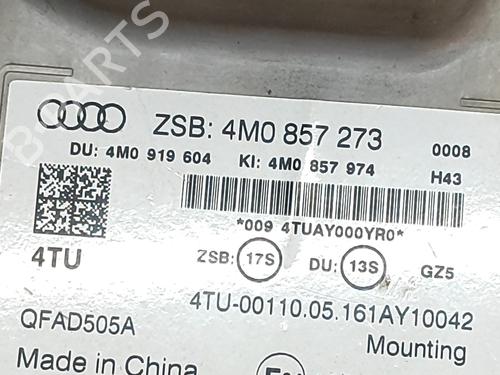 ZSB: 4M0 857 273 0008
DU: 4M0 919 604 KI: 4M0 857 974 H43
*009 4TUAY000YR0*
4TU ZSB: 17S DU: 13S GZ5
4TU-00110.05.161AY10042
QFAD505A Mounting
Made in China
B-PARTS